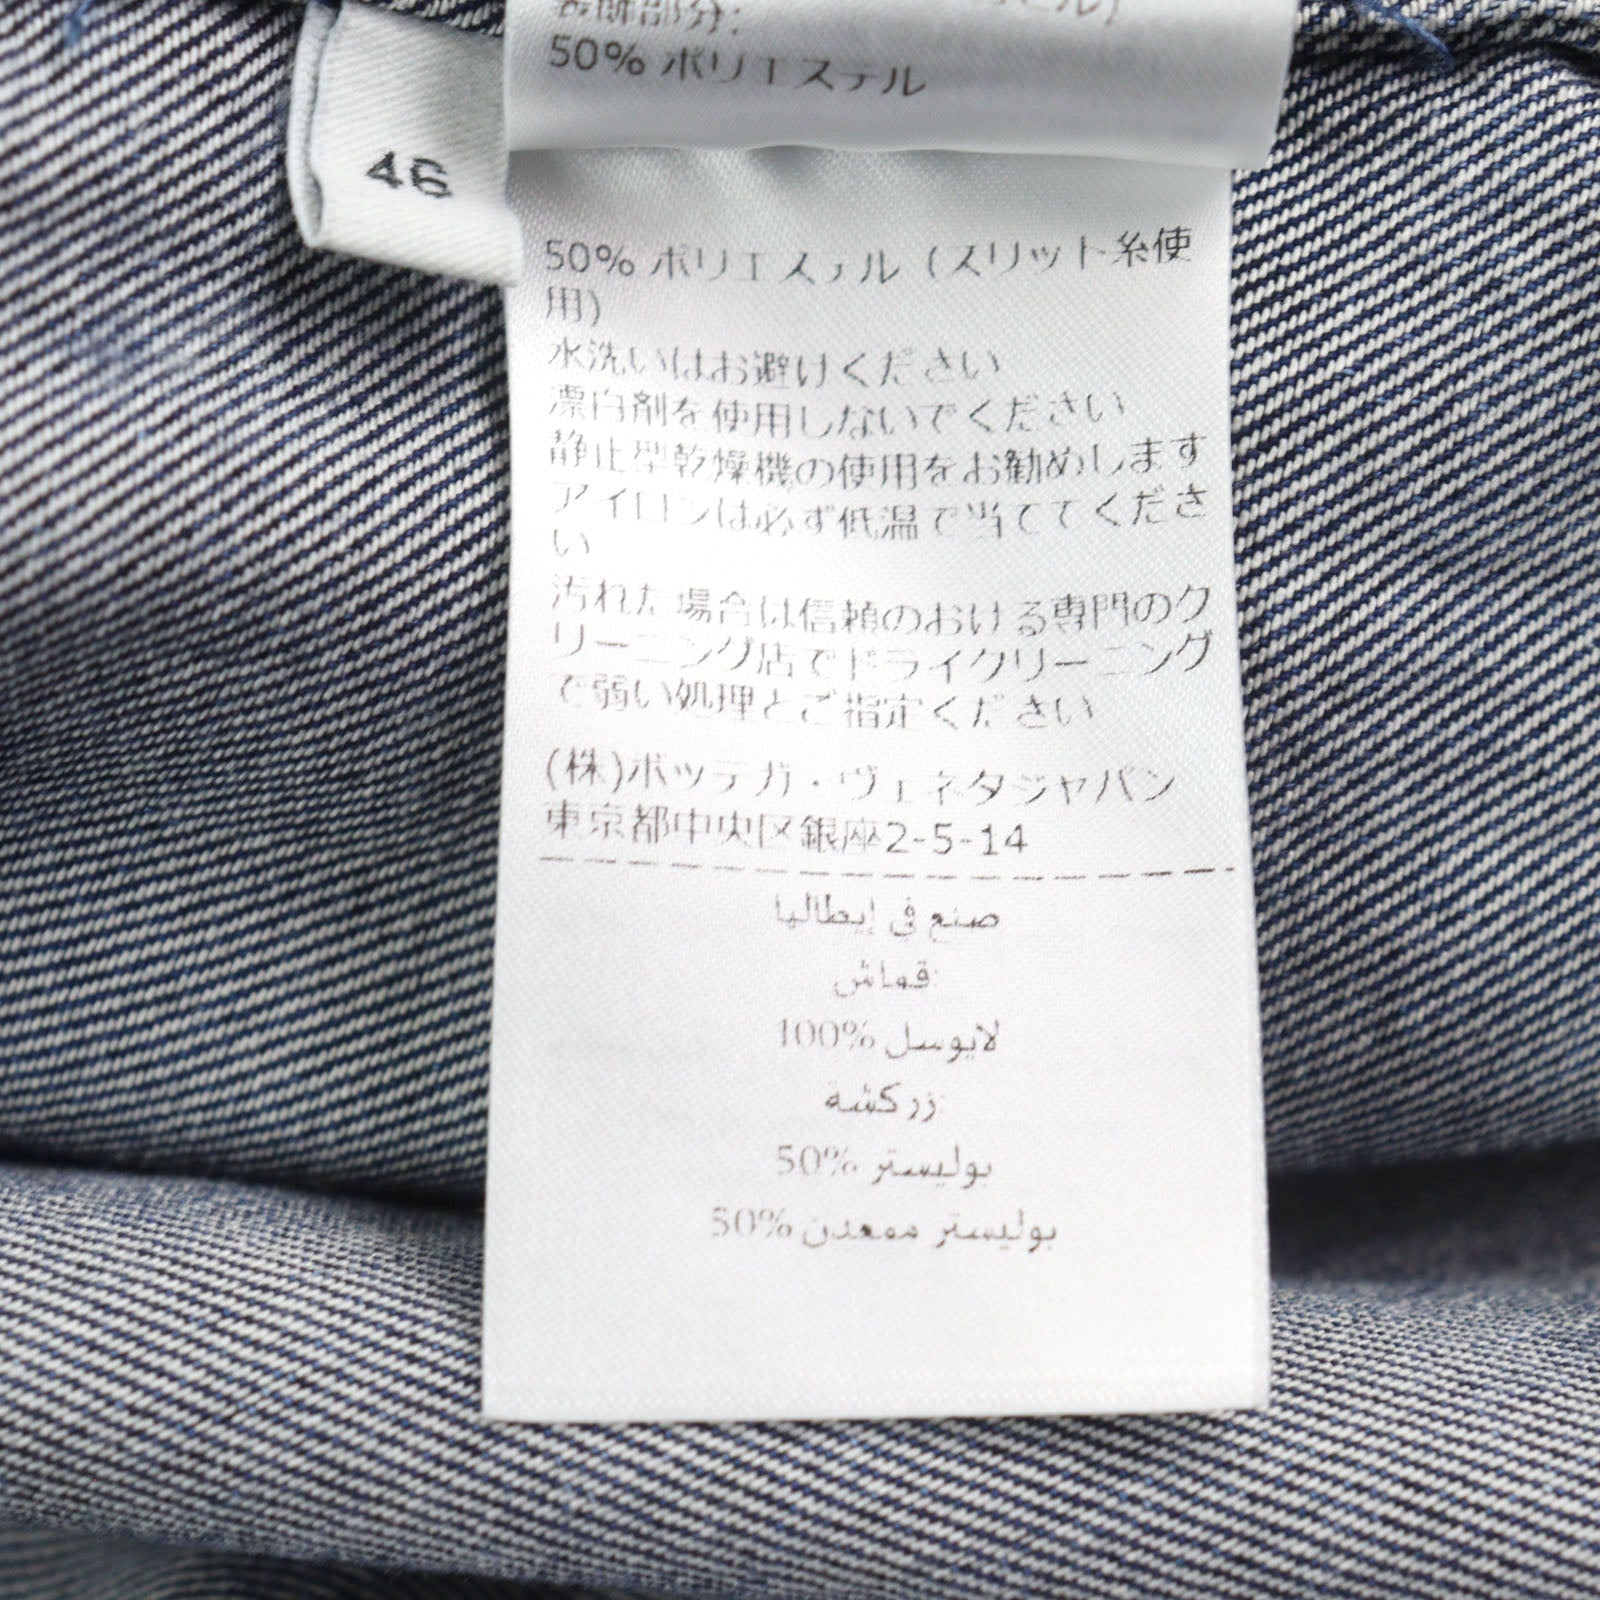 装飾部分:
50% ポリエステル
46
50% ポリエステル (スリット糸使
用)
水洗いはお避けください
漂白剤を使用しないでください
静止型乾燥機の使用をお勧めします
アイロンは必ず低温で当ててくださ
い
汚れた場合は信頼のおける専門のク
リーニング店でドライクリーニング
で弱い処理とご指定ください
(株)ボッテガ・ヴェネタジャパン
東京都中央区銀座2-5-14
صنع في إيطاليا
قماش:
لايوسل %100
زركشة:
بوليستر %50
بوليستر ممعدن %50